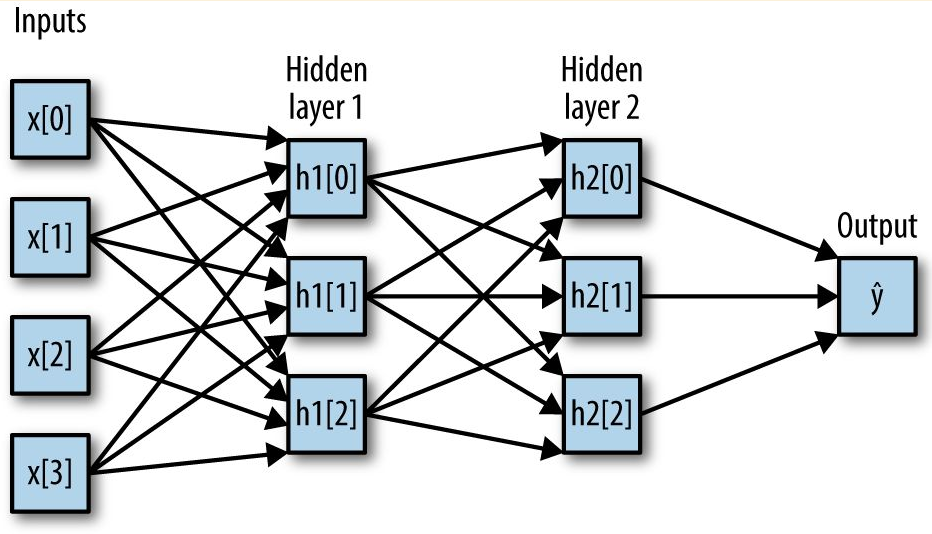 Inputs
Hidden
layer 1
Hidden
layer 2
Output
x[0]
x[1]
x[2]
x[3]
h1[0]
h1[1]
h1[2]
h2[0]
h2[1]
h2[2]
ŷ